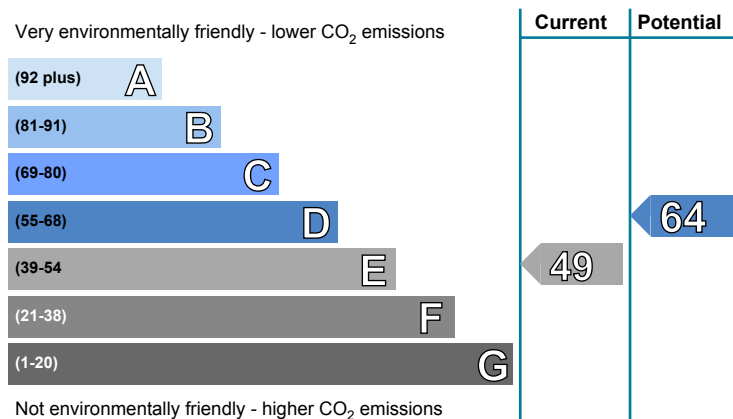 Current Potential
Very environmentally friendly - lower CO2 emissions
(92 plus) A
(81-91) B
(69-80) C
(55-68) D
64
(39-54 E
49
(21-38) F
(1-20) G
Not environmentally friendly - higher CO2 emissions